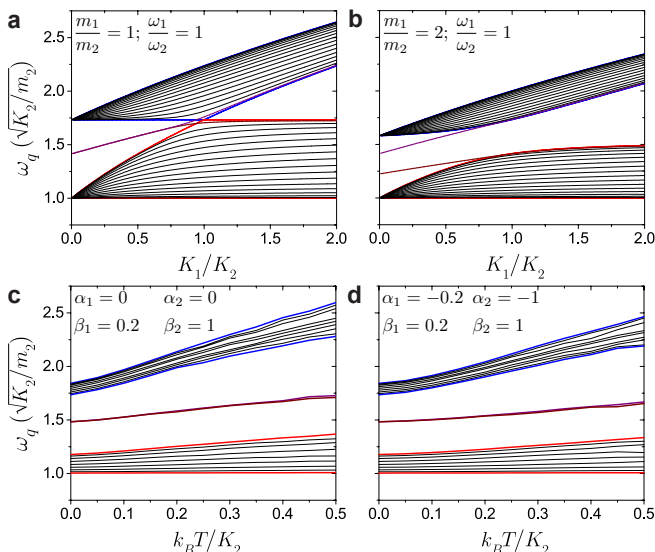 a
m₁/m₂ = 1; ω₁/ω₂ = 1
ω_q (√K₂/m₂)
2.5
2.0
1.5
1.0
0.0 0.5 1.0 1.5 2.0
K₁/K₂
b
m₁/m₂ = 2; ω₁/ω₂ = 1
2.5
2.0
1.5
1.0
0.0 0.5 1.0 1.5 2.0
K₁/K₂
c
α₁ = 0 α₂ = 0
β₁ = 0.2 β₂ = 1
ω_q (√K₂/m₂)
2.5
2.0
1.5
1.0
0.0 0.1 0.2 0.3 0.4 0.5
k_BT/K₂
d
α₁ = −0.2 α₂ = −1
β₁ = 0.2 β₂ = 1
2.5
2.0
1.5
1.0
0.0 0.1 0.2 0.3 0.4 0.5
k_BT/K₂